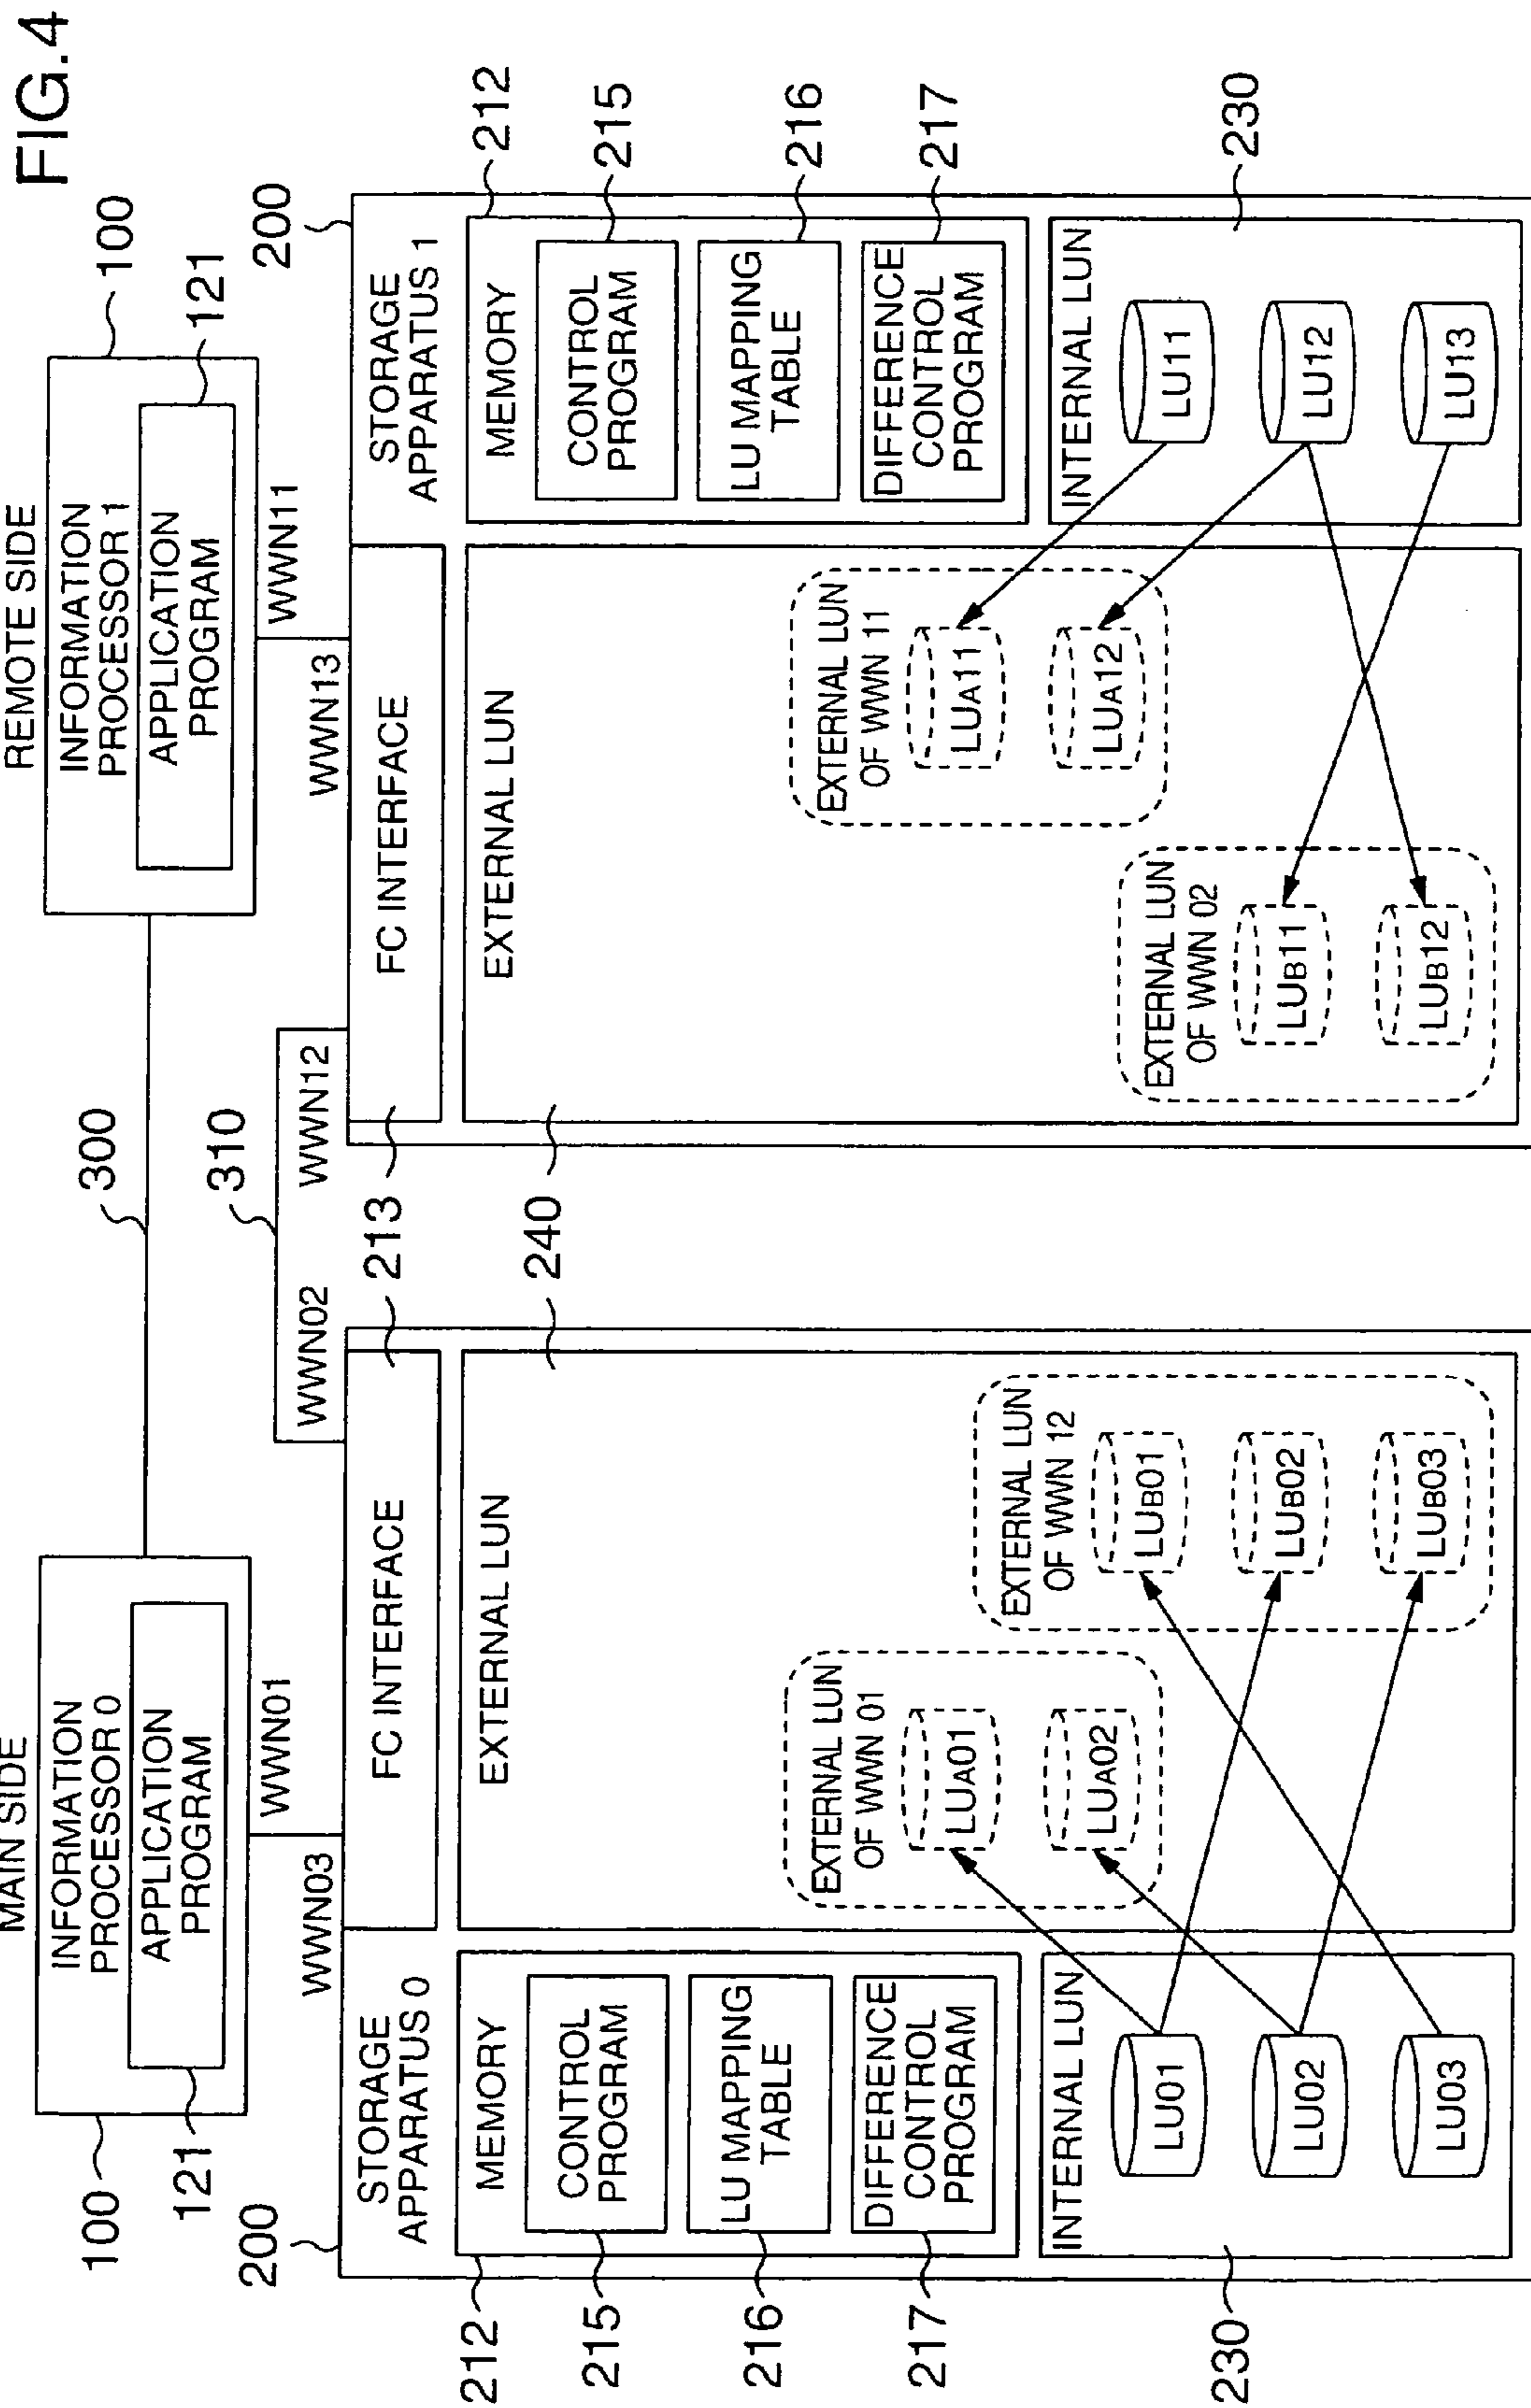 FIG.4
MAIN SIDE
100
INFORMATION
PROCESSOR 0
APPLICATION
PROGRAM
121
300
REMOTE SIDE
INFORMATION
PROCESSOR 1
APPLICATION
PROGRAM
100
121
WWN03
WWN01
WWN02
310
WWN12
WWN13
WWN11
200
STORAGE
APPARATUS 0
FC INTERFACE
213
212
MEMORY
215
CONTROL
PROGRAM
216
LU MAPPING
TABLE
217
DIFFERENCE
CONTROL
PROGRAM
EXTERNAL LUN
240
EXTERNAL LUN
OF WWN 01
LUA01
LUA02
EXTERNAL LUN
OF WWN 12
LUB01
LUB02
LUB03
230
INTERNAL LUN
LU01
LU02
LU03
FC INTERFACE
STORAGE
APPARATUS 1
200
EXTERNAL LUN
EXTERNAL LUN
OF WWN 11
LUA11
LUA12
EXTERNAL LUN
OF WWN 02
LUB11
LUB12
MEMORY
212
CONTROL
PROGRAM
215
LU MAPPING
TABLE
216
DIFFERENCE
CONTROL
PROGRAM
217
INTERNAL LUN
230
LU11
LU12
LU13